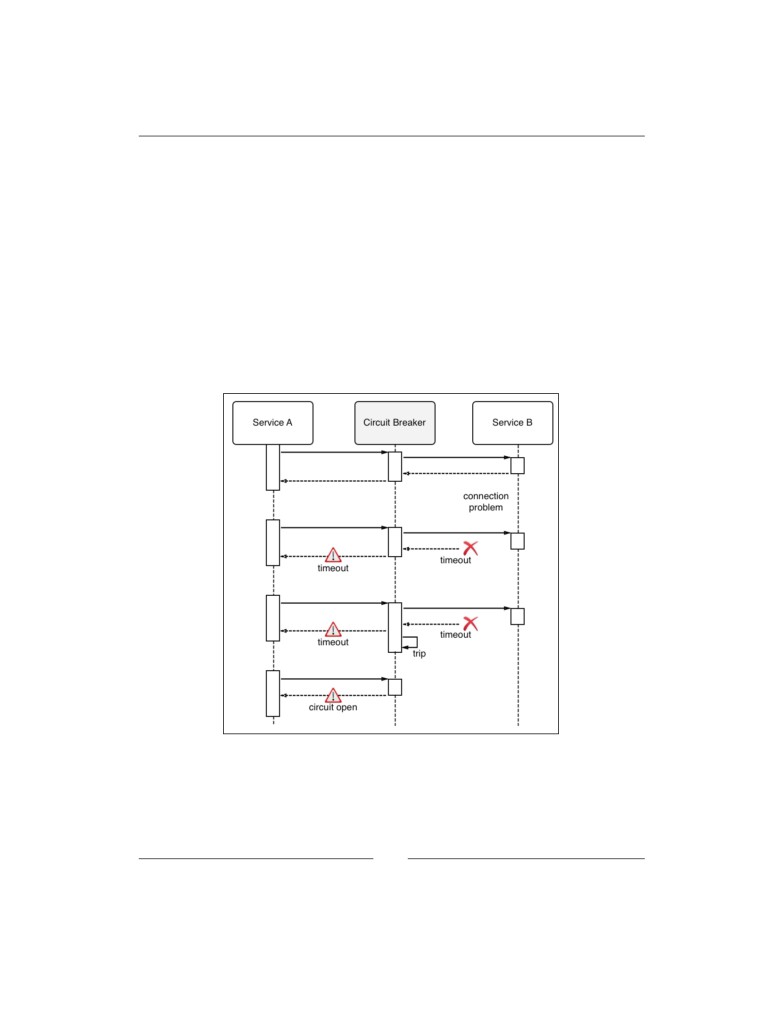 Service A
Circuit Breaker
Service B
connection
problem
timeout
timeout
timeout
timeout
trip
circuit open